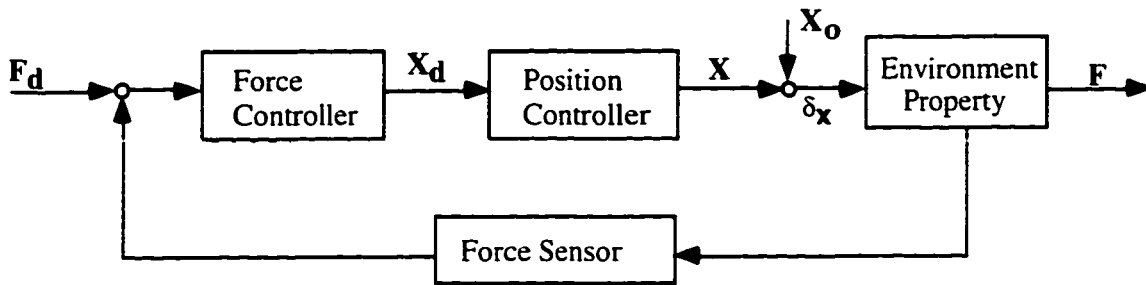 F_d
Force
Controller
X_d
Position
Controller
X
X_o
δ_x
Environment
Property
F
Force Sensor